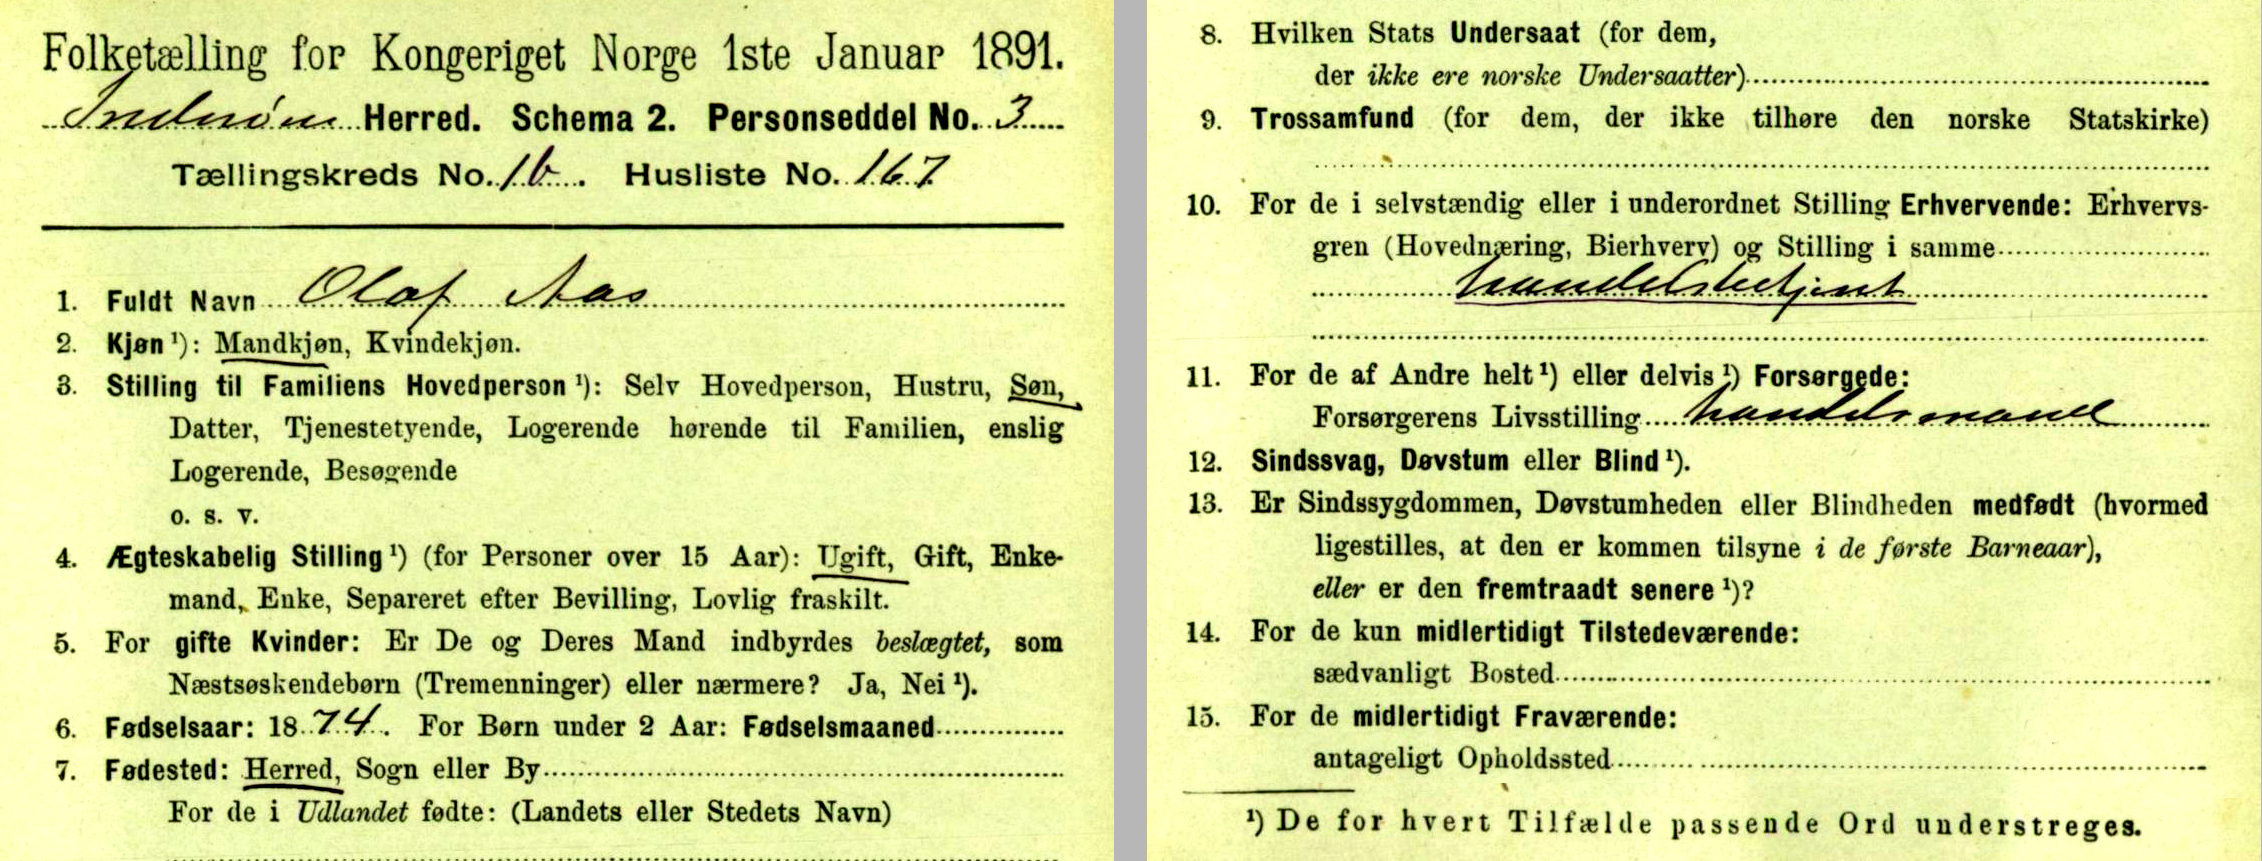 Folketælling for Kongeriget Norge 1ste Januar 1891.
Inderøen Herred. Schema 2. Personseddel No. 3
Tællingskreds No. 1b. Husliste No. 167
1. Fuldt Navn Olaf Aas
2. Kjøn ¹): Mandkjøn, Kvindekjøn.
3. Stilling til Familiens Hovedperson ¹): Selv Hovedperson, Hustru, Søn,
Datter, Tjenestetyende, Logerende hørende til Familien, enslig
Logerende, Besøgende
o. s. v.
4. Ægteskabelig Stilling ¹) (for Personer over 15 Aar): Ugift, Gift, Enke-
mand, Enke, Separeret efter Bevilling, Lovlig fraskilt.
5. For gifte Kvinder: Er De og Deres Mand indbyrdes beslægtet, som
Næstsøskendebørn (Tremenninger) eller nærmere? Ja, Nei ¹).
6. Fødselsaar: 1874. For Børn under 2 Aar: Fødselsmaaned
7. Fødested: Herred, Sogn eller By
For de i Udlandet fødte: (Landets eller Stedets Navn)
8. Hvilken Stats Undersaat (for dem,
der ikke ere norske Undersaatter)
9. Trossamfund (for dem, der ikke tilhøre den norske Statskirke)
10. For de i selvstændig eller i underordnet Stilling Erhvervende: Erhvervs-
gren (Hovednæring, Bierhverv) og Stilling i samme
handelsbetjent
11. For de af Andre helt ¹) eller delvis ¹) Forsørgede:
Forsørgerens Livsstilling handelsmand
12. Sindssvag, Døvstum eller Blind ¹).
13. Er Sindssygdommen, Døvstumheden eller Blindheden medfødt (hvormed
ligestilles, at den er kommen tilsyne i de første Barneaar),
eller er den fremtraadt senere ¹)?
14. For de kun midlertidigt Tilstedeværende:
sædvanligt Bosted
15. For de midlertidigt Fraværende:
antageligt Opholdssted
¹) De for hvert Tilfælde passende Ord understreges.